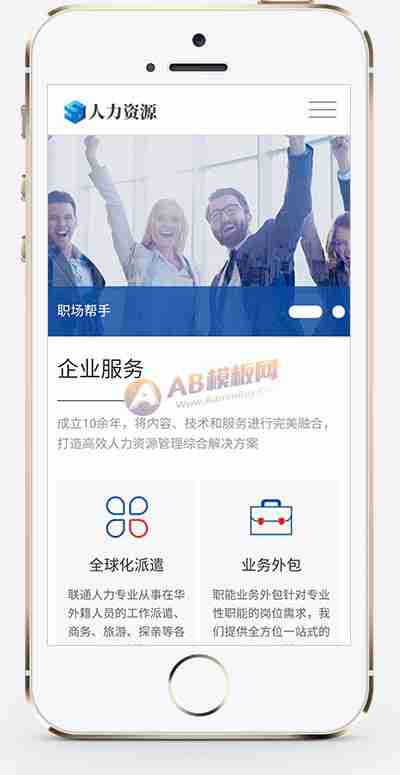 人力资源
职场帮手
企业服务
AB模板网
成立10余年，将内容、技术和服务进行完美融合，
打造高效人力资源管理综合解决方案
全球化派遣
业务外包
联通人力专业从事在华
外籍人员的工作派遣、
商务、旅游、探亲等各
职能业务外包针对专业
性职能的岗位需求，我
们提供全方位一站式的